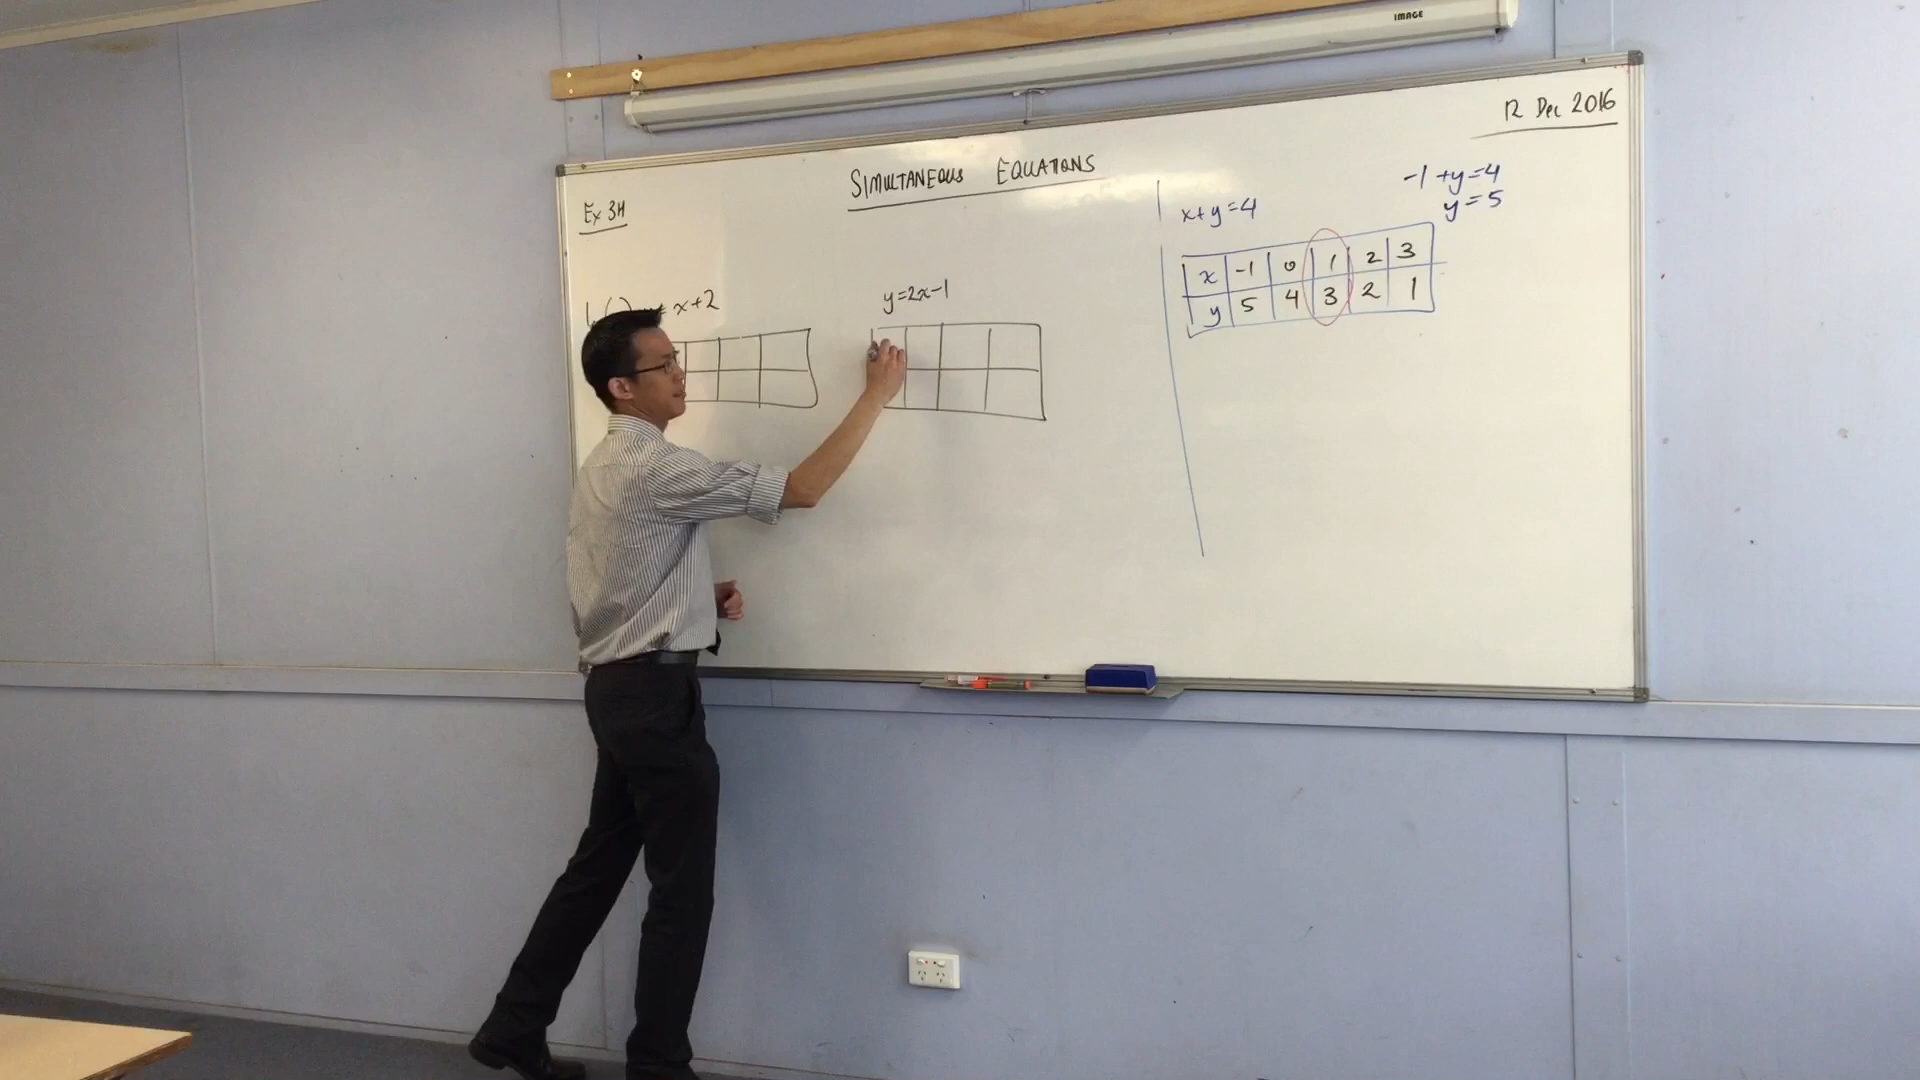 IMAGE
12 Dec 2016
SIMULTANEOUS EQUATIONS
Ex 3H
= x+2
y=2x-1
x+y=4
-1+y=4
y=5
x -1 0 1 2 3
y 5 4 3 2 1